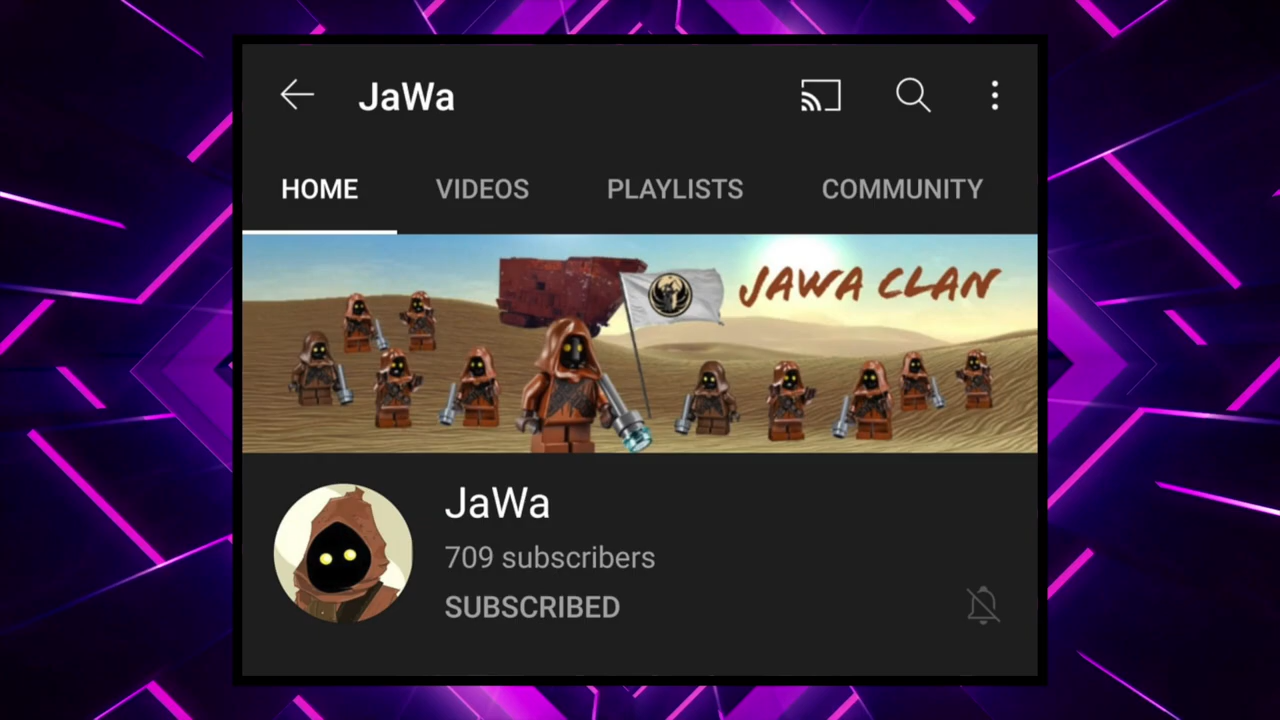 JaWa
HOME VIDEOS PLAYLISTS COMMUNITY
JAWA CLAN
JaWa
709 subscribers
SUBSCRIBED